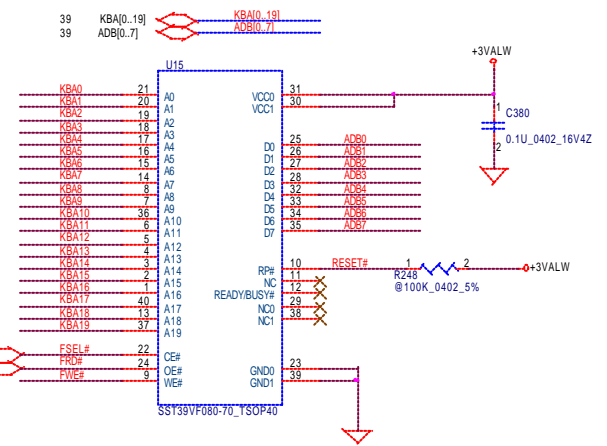 39 KBA[0..19] KBA[0..19]
39 ADB[0..7] ADB[0..7]
+3VALW
U15
KBA0 21 A0 VCC0 31
KBA1 20 A1 VCC1 30
1 C380
0.1U_0402_16V4Z
2
KBA2 19 A2
KBA3 18 A3
KBA4 17 A4 D0 25 ADB0
KBA5 16 A5 D1 26 ADB1
KBA6 15 A6 D2 27 ADB2
KBA7 14 A7 D3 28 ADB3
KBA8 8 A8 D4 32 ADB4
KBA9 7 A9 D5 33 ADB5
KBA10 36 A10 D6 34 ADB6
KBA11 6 A11 D7 35 ADB7
KBA12 5 A12
KBA13 4 A13
KBA14 3 A14 RP# 10 RESET# 1 2 +3VALW
KBA15 2 A15 NC 11 R248
KBA16 1 A16 READY/BUSY# 12 @100K_0402_5%
KBA17 40 A17 NC0 29
KBA18 13 A18 NC1 38
KBA19 37 A19
FSEL# 22 CE#
FRD# 24 OE# GND0 23
FWE# 9 WE# GND1 39
SST39VF080-70_TSOP40